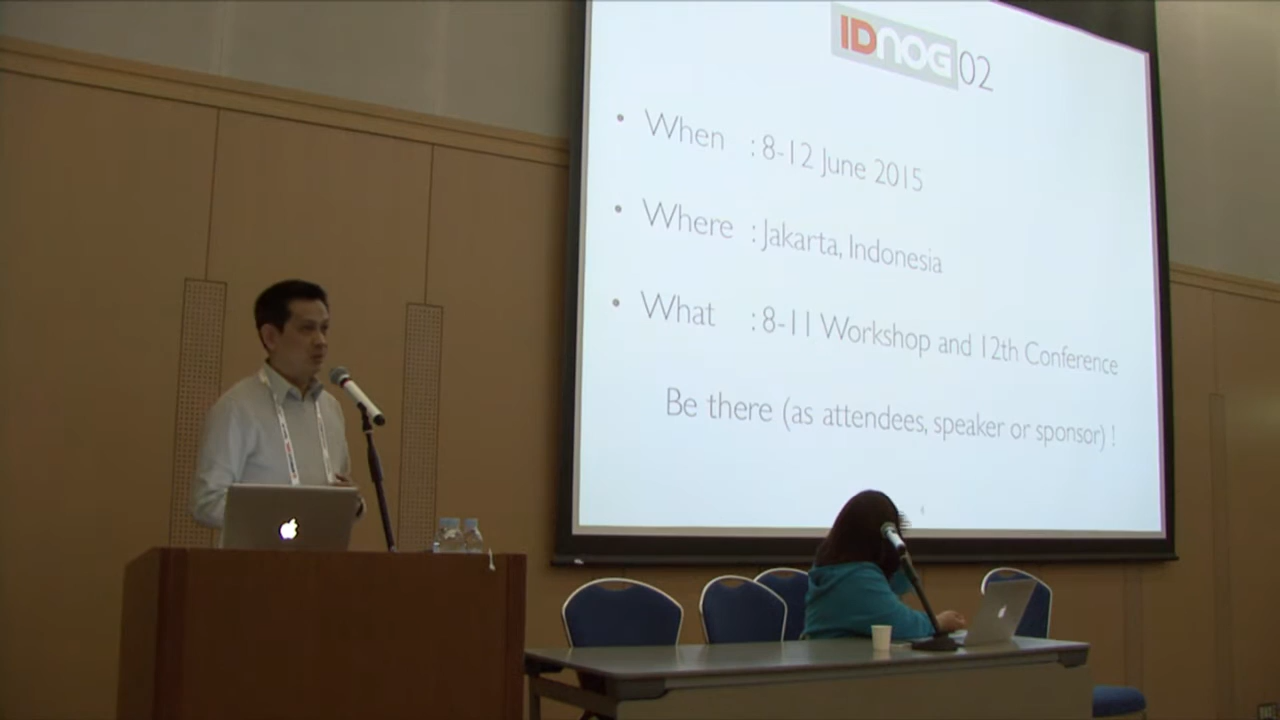 IDNOG 02
• When : 8-12 June 2015
• Where : Jakarta, Indonesia
• What : 8-11 Workshop and 12th Conference
Be there (as attendees, speaker or sponsor) !